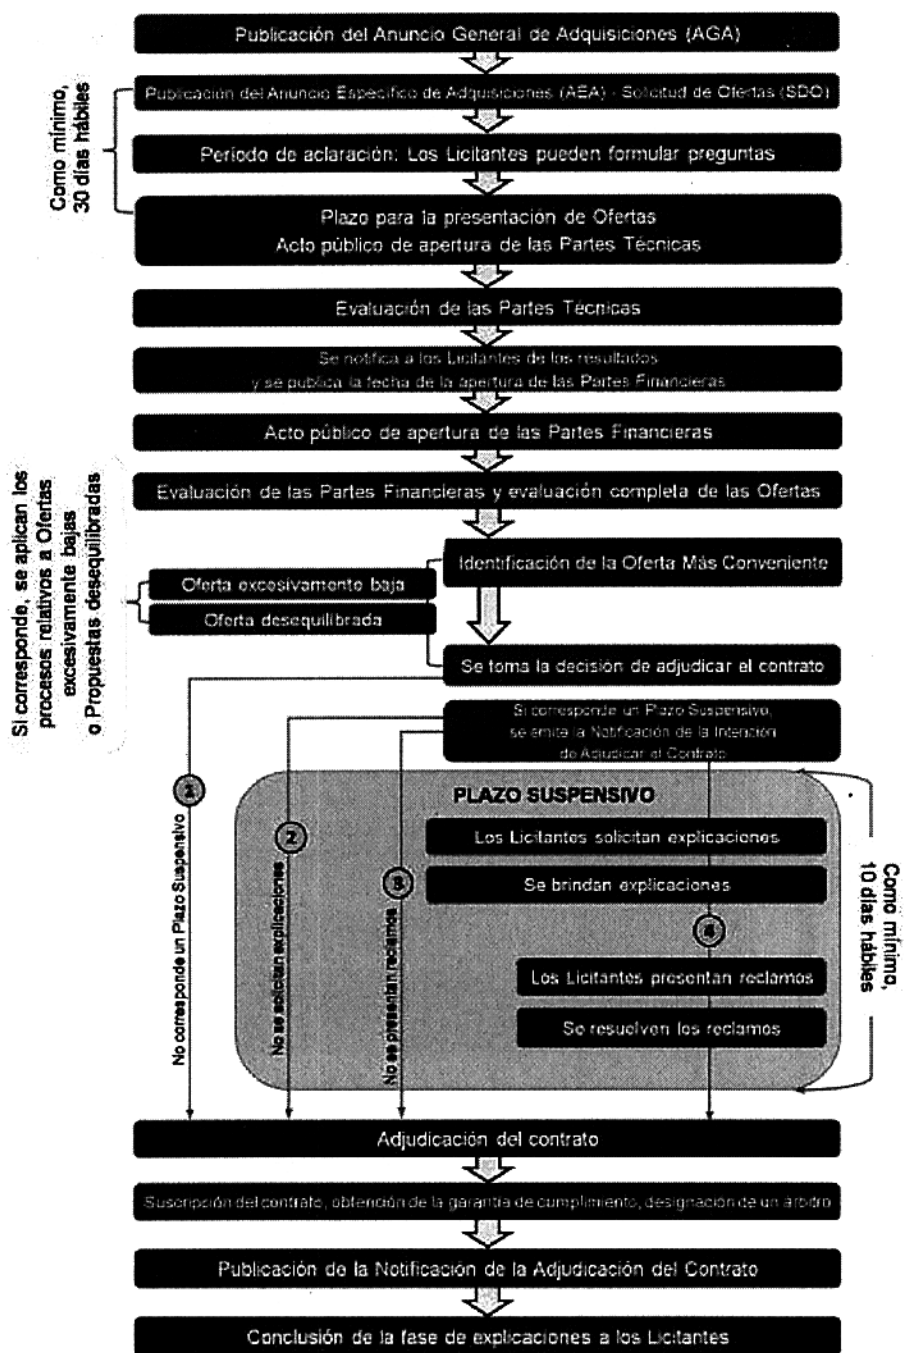 Publicación del Anuncio General de Adquisiciones (AGA)
Como mínimo,
30 días hábiles
Publicación del Anuncio Específico de Adquisiciones (AEA) - Solicitud de Ofertas (SDO)
Período de aclaración: Los Licitantes pueden formular preguntas
Plazo para la presentación de Ofertas
Acto público de apertura de las Partes Técnicas
Evaluación de las Partes Técnicas
Se notifica a los Licitantes de los resultados
y se publica la fecha de la apertura de las Partes Financieras
Acto público de apertura de las Partes Financieras
Evaluación de las Partes Financieras y evaluación completa de las Ofertas
Si corresponde, se aplican los
procesos relativos a Ofertas
excesivamente bajas
o Propuestas desequilibradas
Identificación de la Oferta Más Conveniente
Oferta excesivamente baja
Oferta desequilibrada
Se toma la decisión de adjudicar el contrato
Si corresponde un Plazo Suspensivo,
se emite la Notificación de la Intención
de Adjudicar el Contrato
1
No corresponde un Plazo Suspensivo
2
No se solicitan explicaciones
3
No se presentan reclamos
PLAZO SUSPENSIVO
Los Licitantes solicitan explicaciones
Se brindan explicaciones
4
Los Licitantes presentan reclamos
Se resuelven los reclamos
Como mínimo,
10 días hábiles
Adjudicación del contrato
Suscripción del contrato, obtención de la garantía de cumplimiento, designación de un árbitro
Publicación de la Notificación de la Adjudicación del Contrato
Conclusión de la fase de explicaciones a los Licitantes